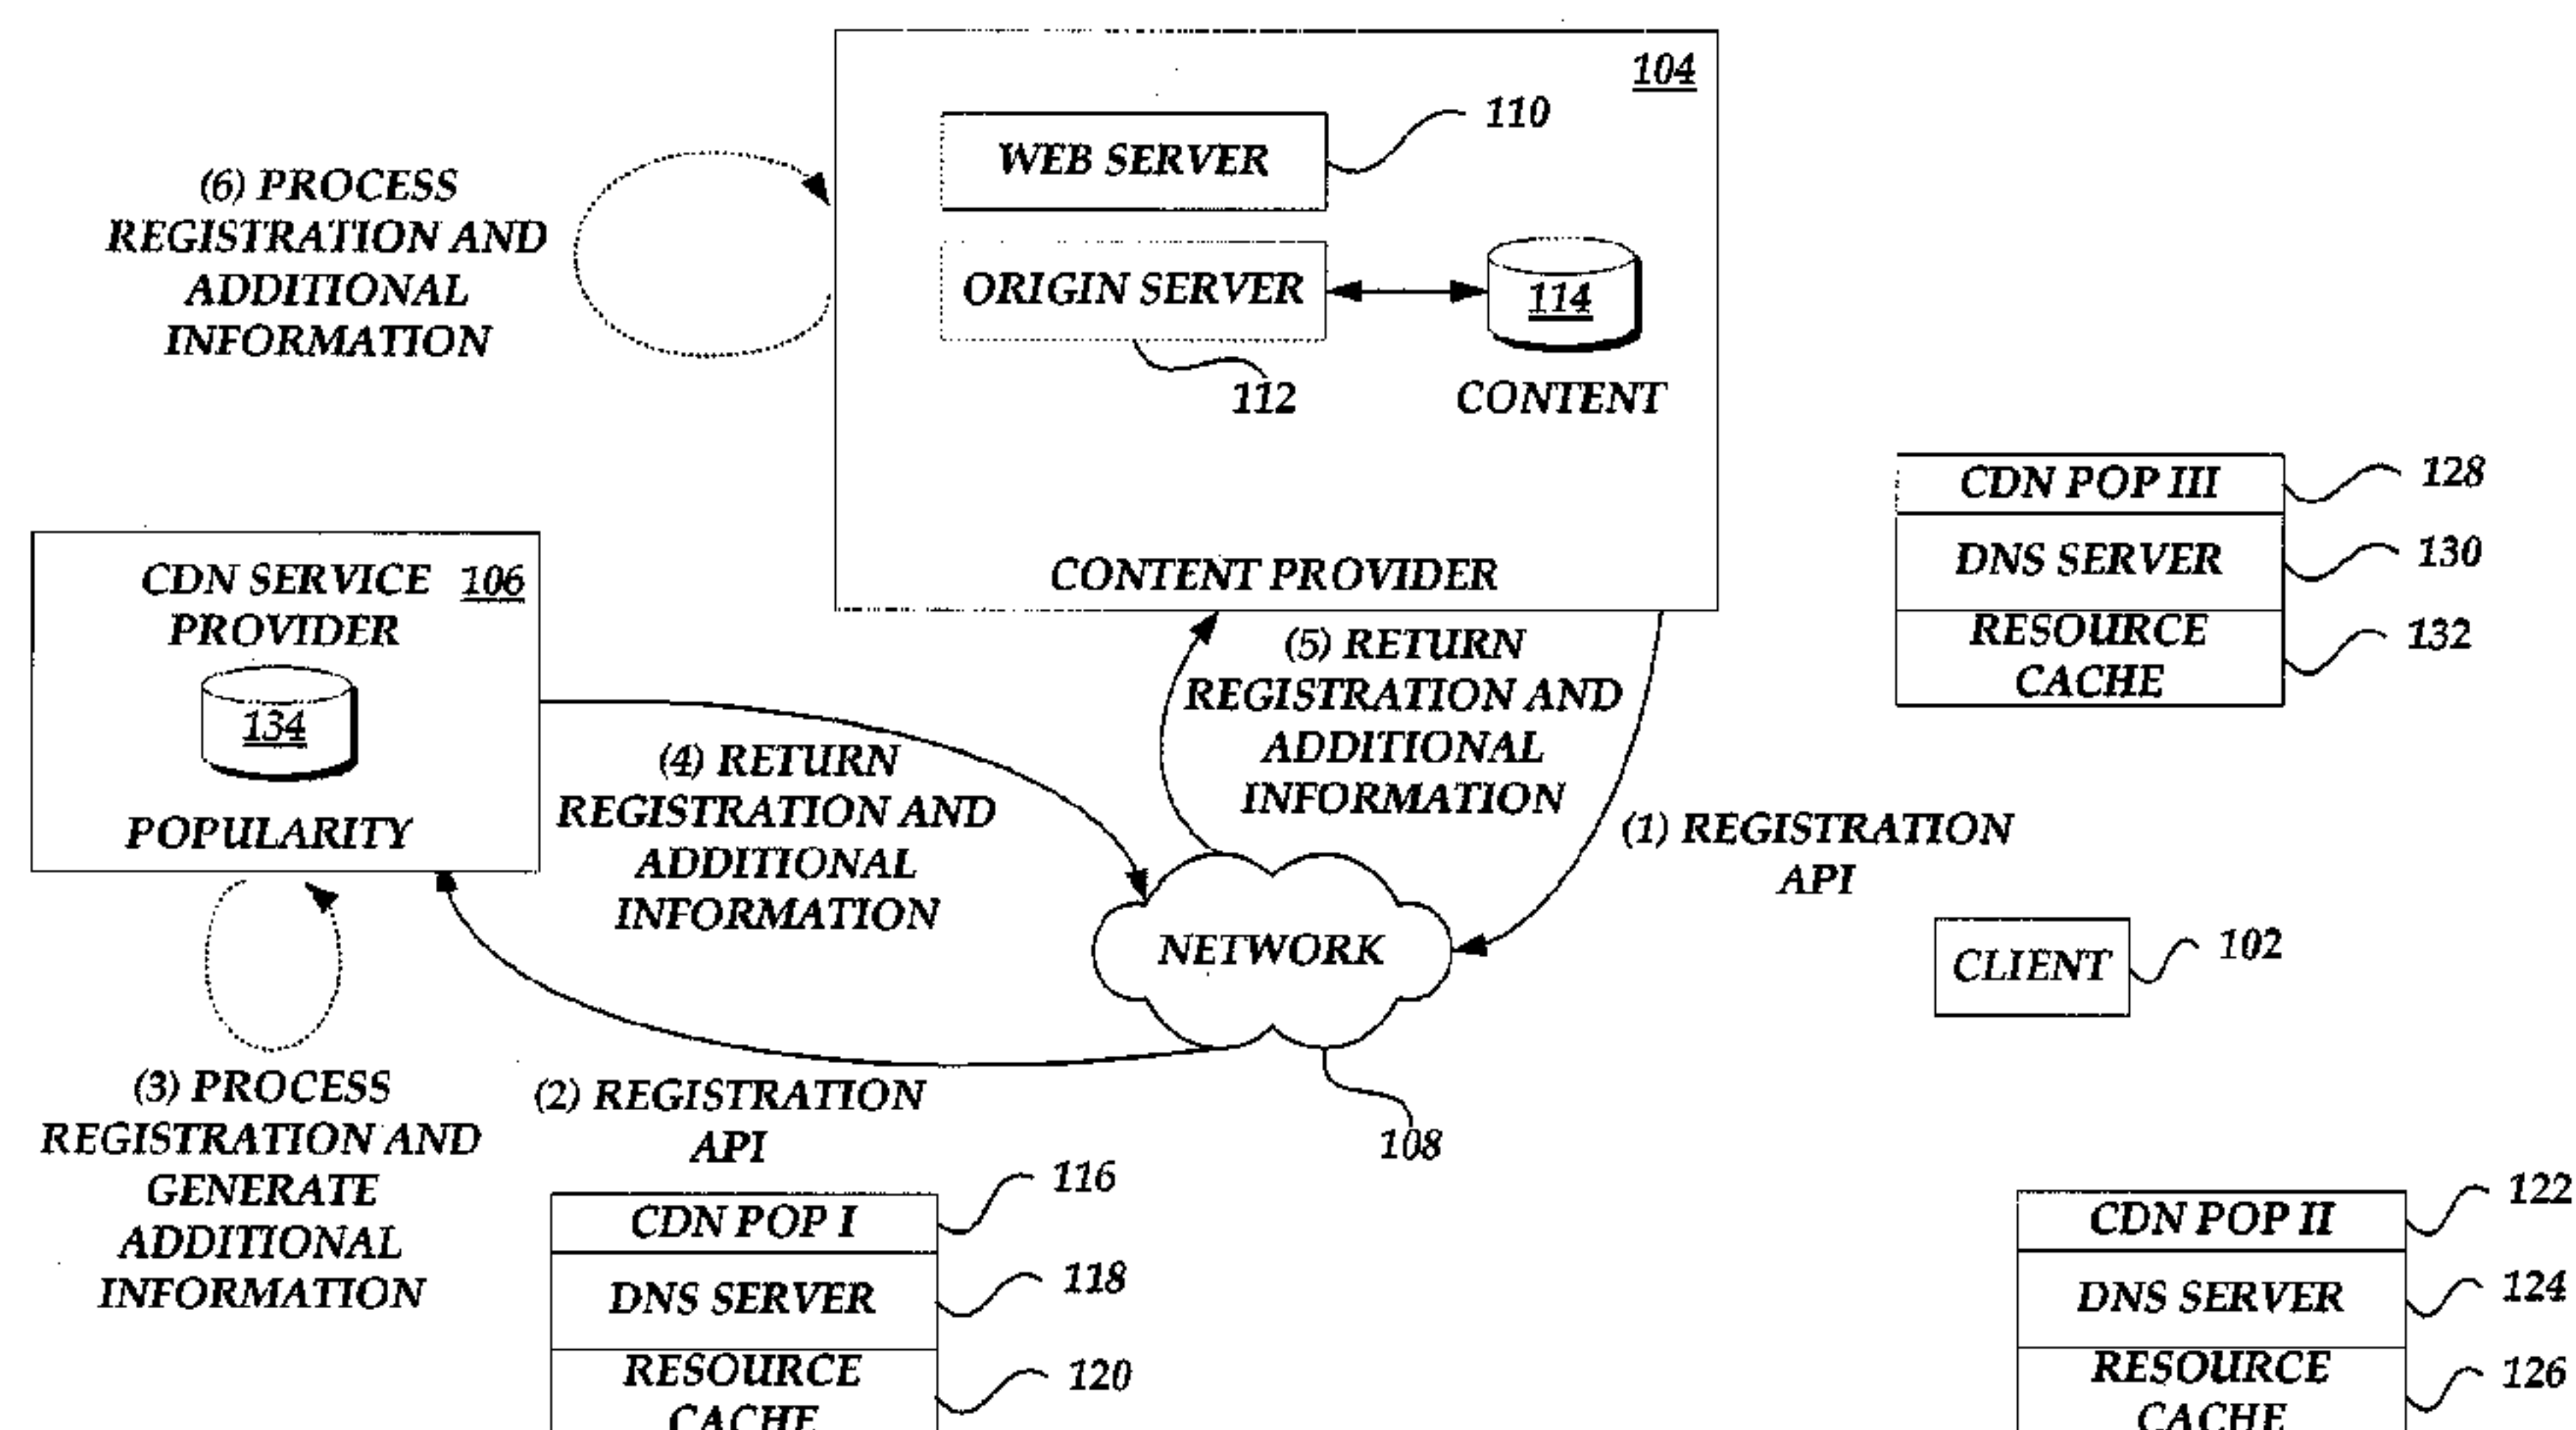 104
WEB SERVER
110
ORIGIN SERVER
114
112
CONTENT
CONTENT PROVIDER
(6) PROCESS
REGISTRATION AND
ADDITIONAL
INFORMATION
CDN POP III
128
DNS SERVER
130
RESOURCE
CACHE
132
CDN SERVICE
PROVIDER
106
134
POPULARITY
(5) RETURN
REGISTRATION AND
ADDITIONAL
INFORMATION
(4) RETURN
REGISTRATION AND
ADDITIONAL
INFORMATION
(1) REGISTRATION
API
NETWORK
108
CLIENT
102
(3) PROCESS
REGISTRATION AND
GENERATE
ADDITIONAL
INFORMATION
(2) REGISTRATION
API
CDN POP I
116
DNS SERVER
118
RESOURCE
CACHE
120
CDN POP II
122
DNS SERVER
124
RESOURCE
CACHE
126